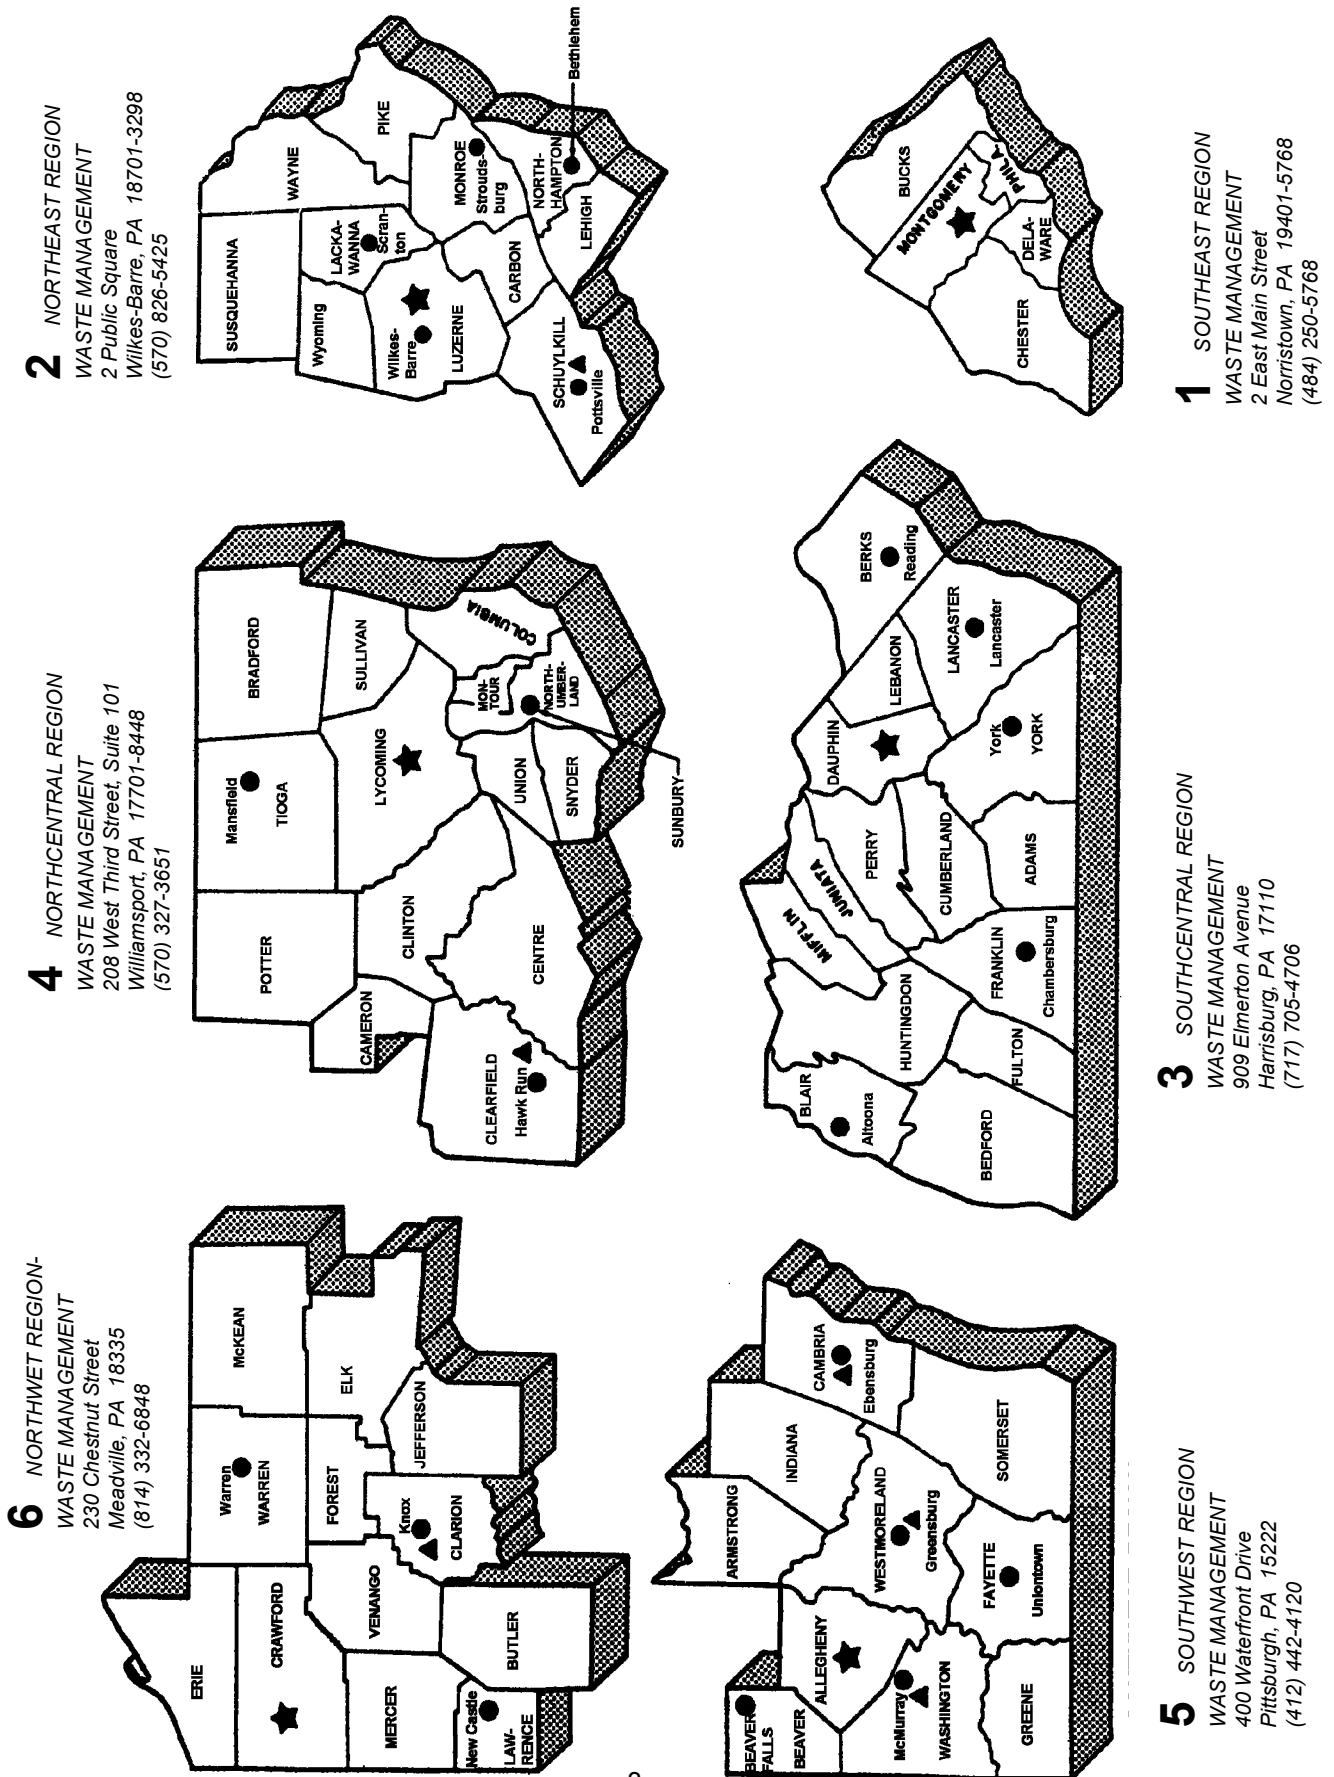 6 NORTHWET REGION-
WASTE MANAGEMENT
230 Chestnut Street
Meadville, PA 18335
(814) 332-6848
ERIE
CRAWFORD
Warren
WARREN
McKEAN
MERCER
VENANGO
FOREST
ELK
Knox
CLARION
JEFFERSON
New Castle
LAW-
RENCE
BUTLER
4 NORTHCENTRAL REGION
WASTE MANAGEMENT
208 West Third Street, Suite 101
Williamsport, PA 17701-8448
(570) 327-3651
POTTER
Mansfield
TIOGA
BRADFORD
CAMERON
CLINTON
LYCOMING
SULLIVAN
CLEARFIELD
Hawk Run
CENTRE
UNION
SNYDER
MON-
TOUR
COLUMBIA
NORTH-
UMBER-
LAND
SUNBURY
2 NORTHEAST REGION
WASTE MANAGEMENT
2 Public Square
Wilkes-Barre, PA 18701-3298
(570) 826-5425
SUSQUEHANNA
WAYNE
Wyoming
LACKA-
WANNA
Scran-
ton
PIKE
Wilkes-
Barre
LUZERNE
MONROE
Strouds-
burg
CARBON
SCHUYLKILL
Pottsville
LEHIGH
NORTH-
HAMPTON
Bethlehem
5 SOUTHWEST REGION
WASTE MANAGEMENT
400 Waterfront Drive
Pittsburgh, PA 15222
(412) 442-4120
BEAVER
FALLS
BEAVER
ALLEGHENY
ARMSTRONG
INDIANA
CAMBRIA
Ebensburg
McMurray
WASHINGTON
WESTMORELAND
Greensburg
GREENE
FAYETTE
Uniontown
SOMERSET
3 SOUTHCENTRAL REGION
WASTE MANAGEMENT
909 Elmerton Avenue
Harrisburg, PA 17110
(717) 705-4706
BLAIR
Altoona
BEDFORD
HUNTINGDON
FULTON
MIFFLIN
JUNIATA
PERRY
CUMBERLAND
FRANKLIN
Chambersburg
ADAMS
DAUPHIN
LEBANON
York
YORK
LANCASTER
Lancaster
BERKS
Reading
1 SOUTHEAST REGION
WASTE MANAGEMENT
2 East Main Street
Norristown, PA 19401-5768
(484) 250-5768
BUCKS
MONTGOMERY
PHILA
DELA-
WARE
CHESTER